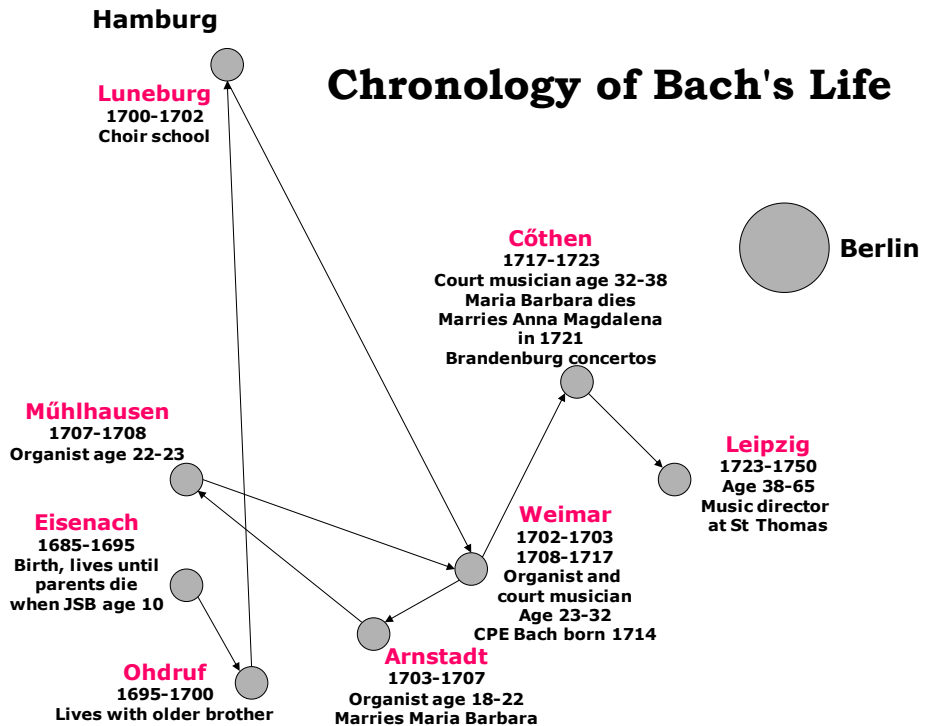 Hamburg
Chronology of Bach's Life
Luneburg
1700-1702
Choir school
Berlin
Cőthen
1717-1723
Court musician age 32-38
Maria Barbara dies
Marries Anna Magdalena
in 1721
Brandenburg concertos
Műhlhausen
1707-1708
Organist age 22-23
Leipzig
1723-1750
Age 38-65
Music director
at St Thomas
Eisenach
1685-1695
Birth, lives until
parents die
when JSB age 10
Weimar
1702-1703
1708-1717
Organist and
court musician
Age 23-32
CPE Bach born 1714
Ohdruf
1695-1700
Lives with older brother
Arnstadt
1703-1707
Organist age 18-22
Marries Maria Barbara